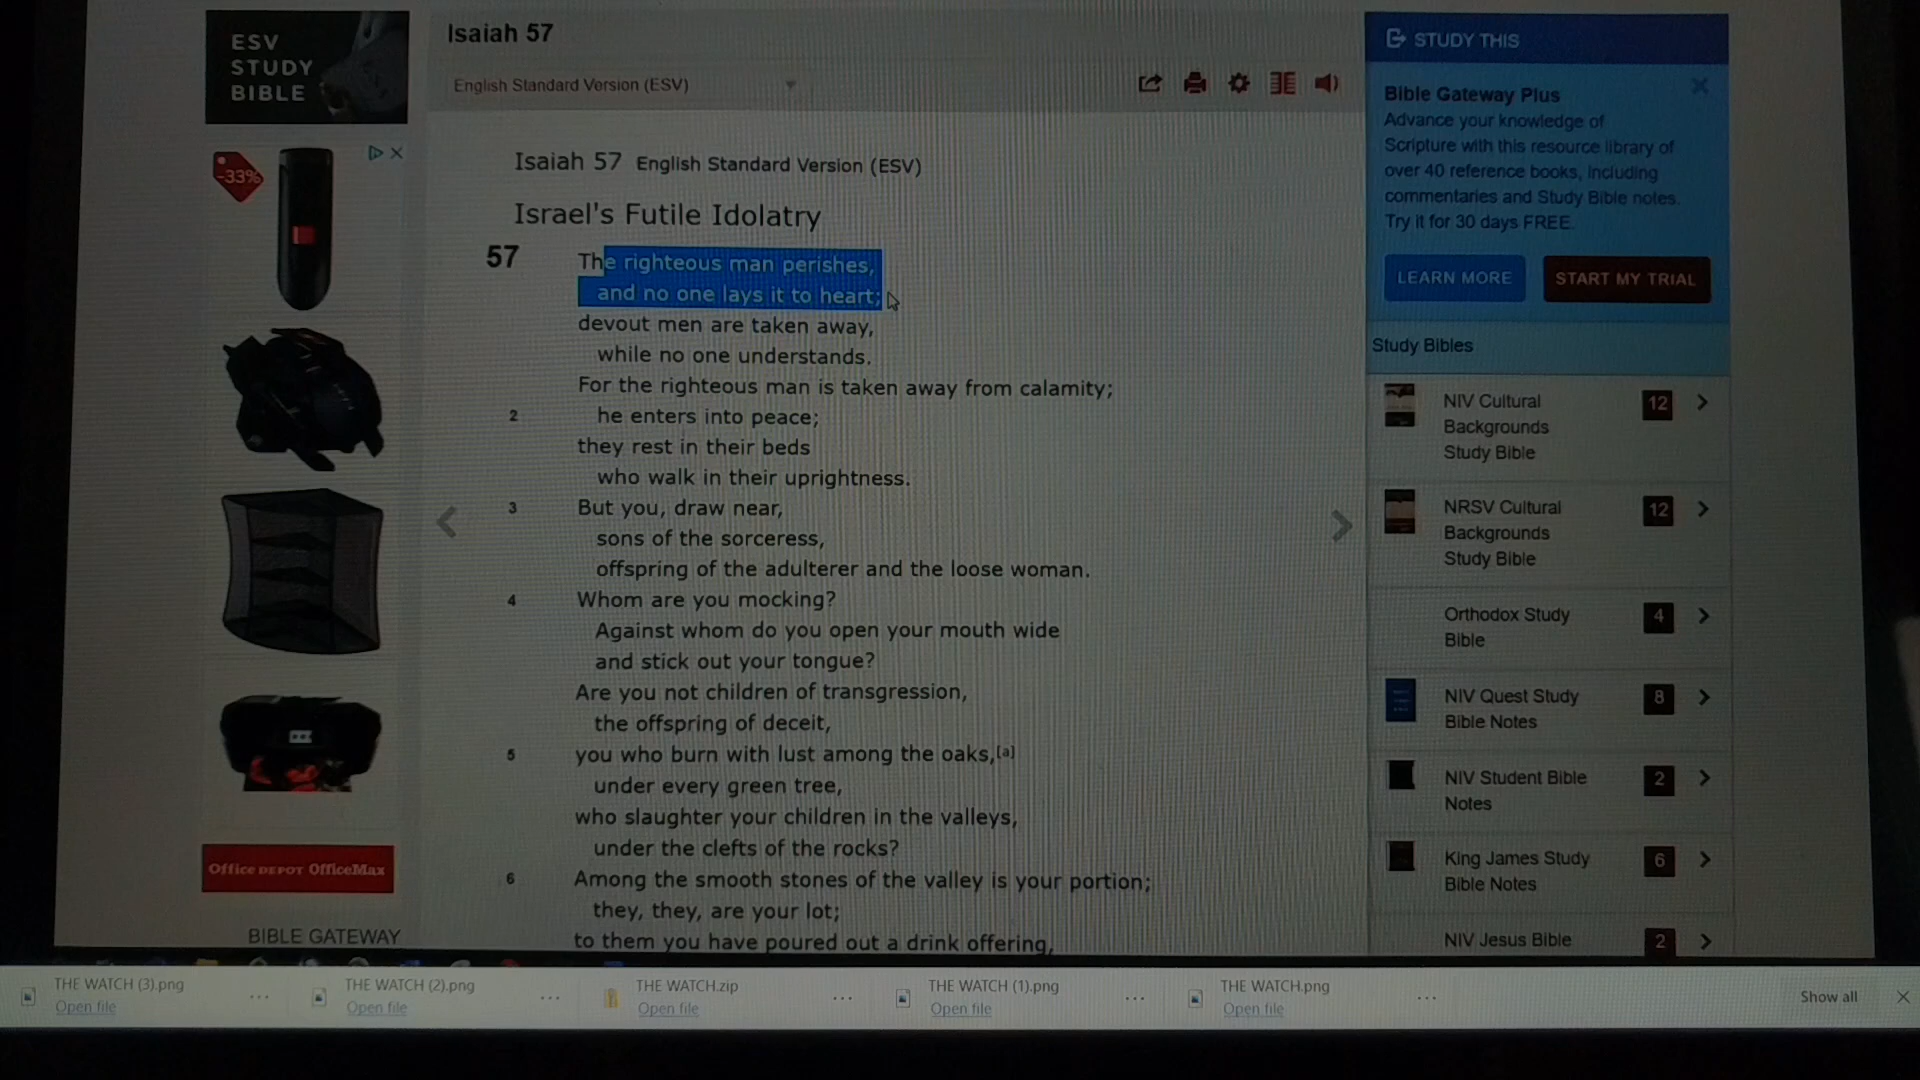 ESV
STUDY
BIBLE
-33%
Office DEPOT OfficeMax
BIBLE GATEWAY
Isaiah 57
English Standard Version (ESV)
Isaiah 57 English Standard Version (ESV)
Israel's Futile Idolatry
57 The righteous man perishes,
and no one lays it to heart;
devout men are taken away,
while no one understands.
For the righteous man is taken away from calamity;
2 he enters into peace;
they rest in their beds
who walk in their uprightness.
3 But you, draw near,
sons of the sorceress,
offspring of the adulterer and the loose woman.
4 Whom are you mocking?
Against whom do you open your mouth wide
and stick out your tongue?
Are you not children of transgression,
the offspring of deceit,
5 you who burn with lust among the oaks,[a]
under every green tree,
who slaughter your children in the valleys,
under the clefts of the rocks?
6 Among the smooth stones of the valley is your portion;
they, they, are your lot;
to them you have poured out a drink offering,
STUDY THIS
Bible Gateway Plus
Advance your knowledge of
Scripture with this resource library of
over 40 reference books, including
commentaries and Study Bible notes.
Try it for 30 days FREE.
LEARN MORE START MY TRIAL
Study Bibles
NIV Cultural 12
Backgrounds
Study Bible
NRSV Cultural 12
Backgrounds
Study Bible
Orthodox Study 4
Bible
NIV Quest Study 8
Bible Notes
NIV Student Bible 2
Notes
King James Study 6
Bible Notes
NIV Jesus Bible 2
THE WATCH (3).png ... THE WATCH (2).png ... THE WATCH.zip ... THE WATCH (1).png ... THE WATCH.png ... Show all
Open file Open file Open file Open file Open file